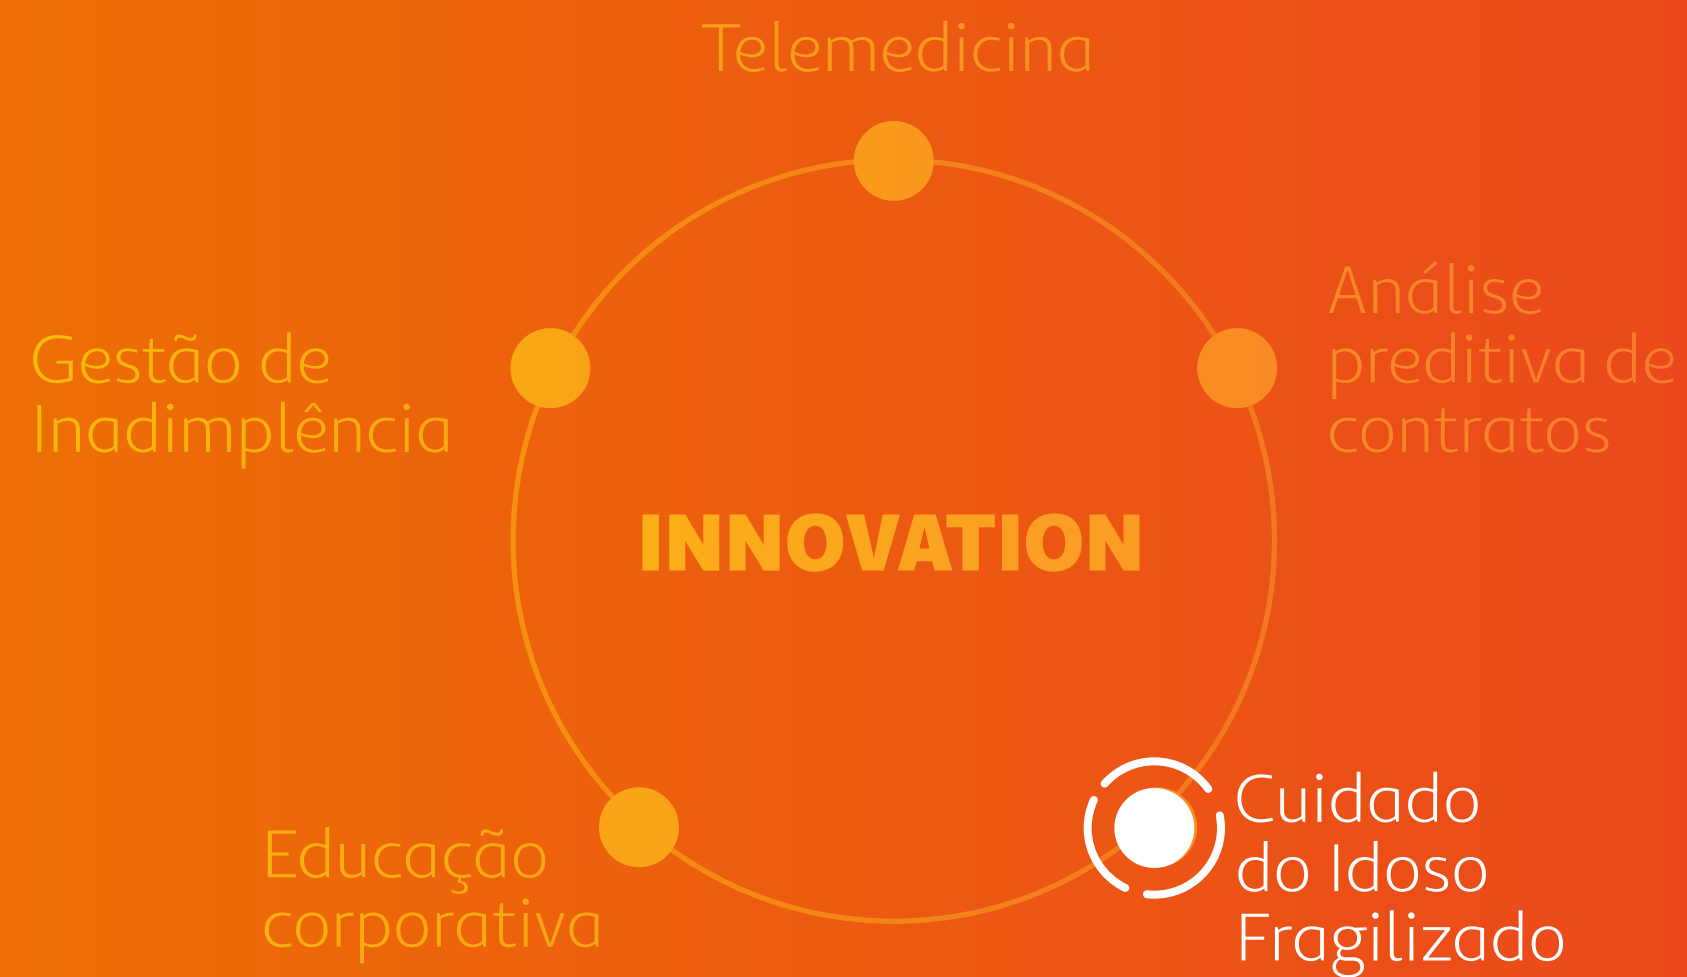 Telemedicina
Análise
preditiva de
contratos
Gestão de
Inadimplência
INNOVATION
Cuidado
do Idoso
Fragilizado
Educação
corporativa